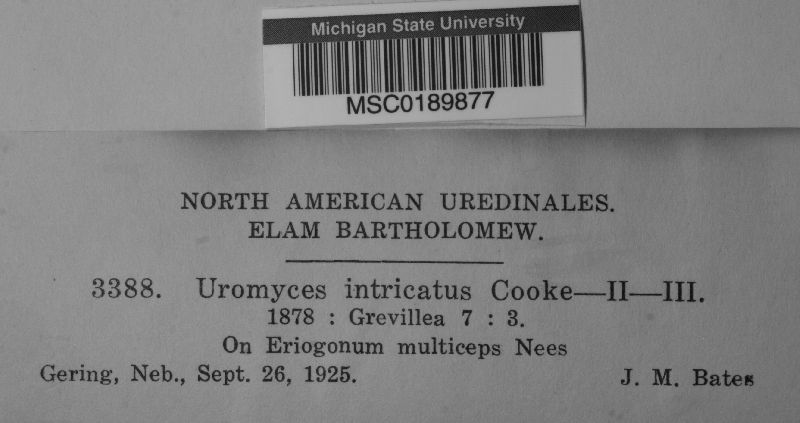 Michigan State University
MSC0189877
NORTH AMERICAN UREDINALES.
ELAM BARTHOLOMEW.
3388. Uromyces intricatus Cooke—II—III.
1878 : Grevillea 7 : 3.
On Eriogonum multiceps Nees
Gering, Neb., Sept. 26, 1925. J. M. Bates